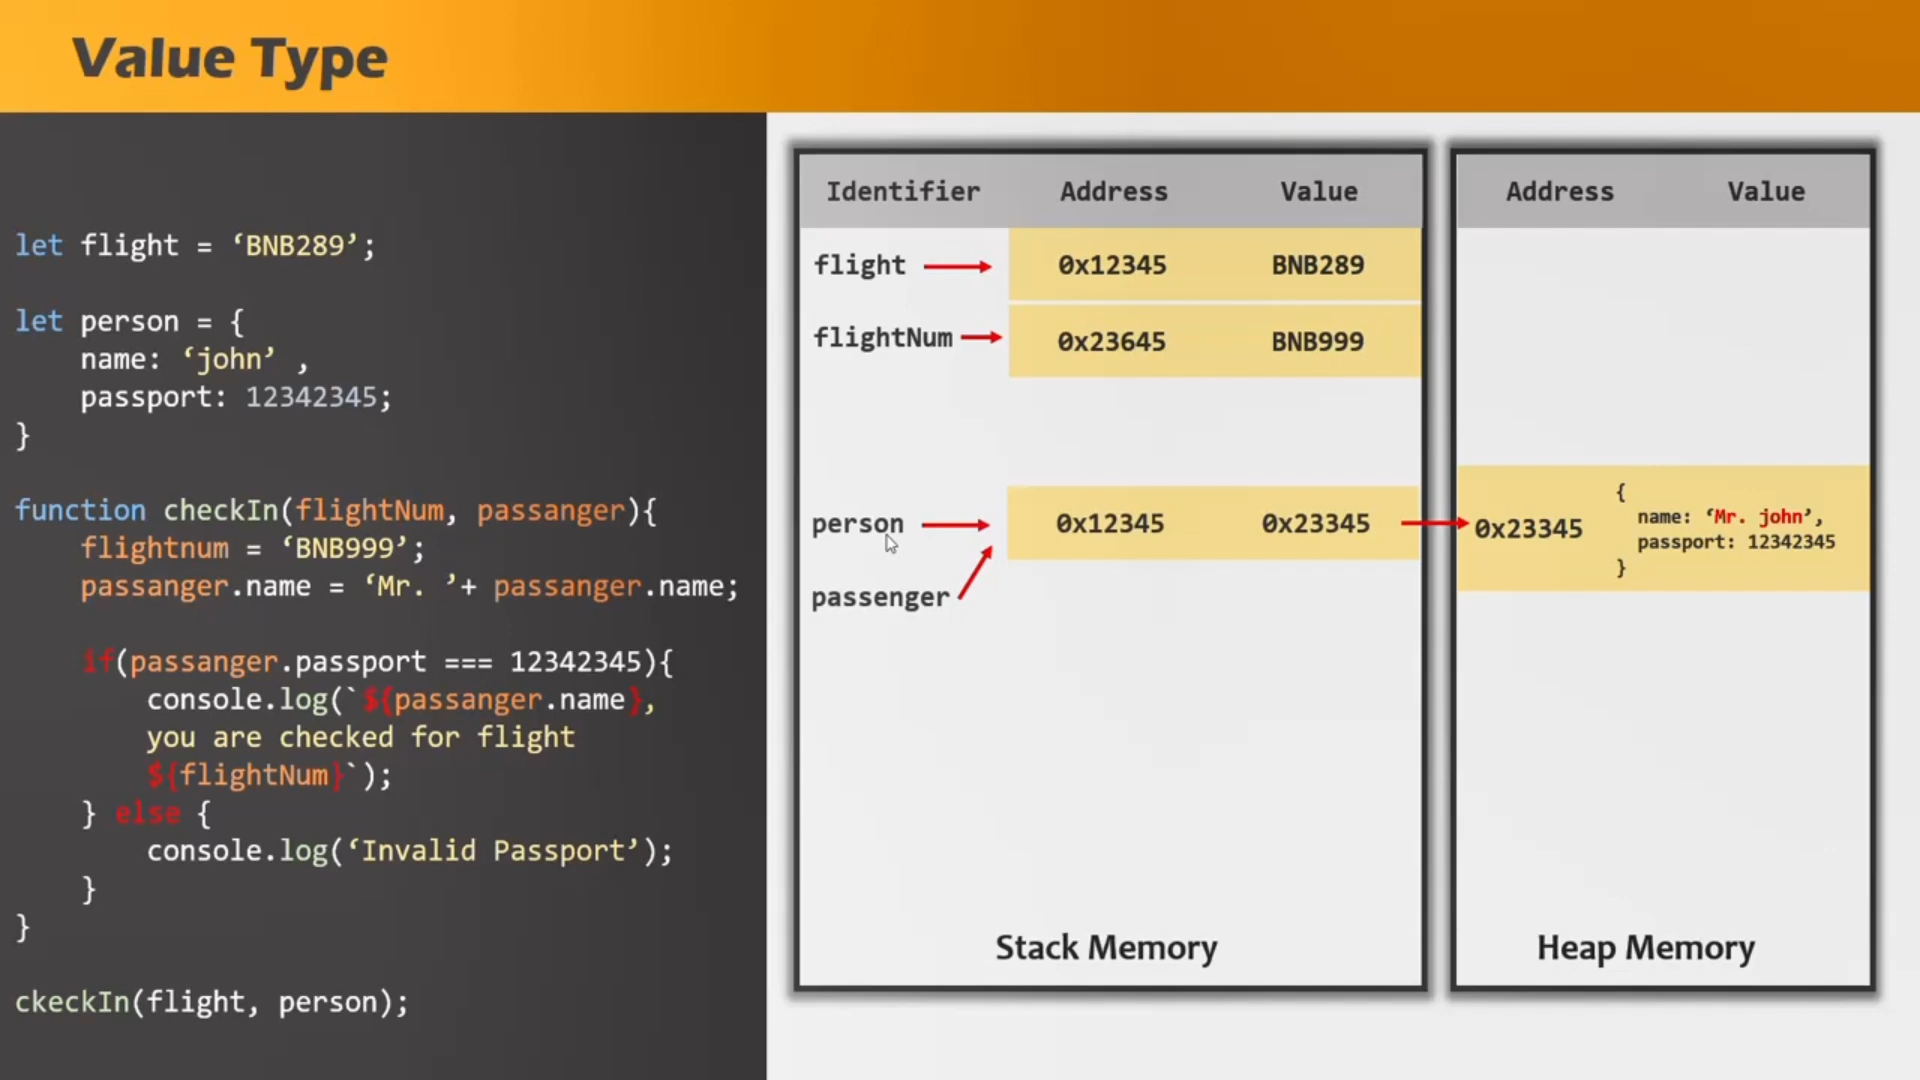 Value Type
let flight = ‘BNB289’;
let person = {
name: ‘john’ ,
passport: 12342345;
}
function checkIn(flightNum, passanger){
flightnum = ‘BNB999’;
passanger.name = ‘Mr. ’+ passanger.name;
if(passanger.passport === 12342345){
console.log(`${passanger.name},
you are checked for flight
${flightNum}`);
} else {
console.log(‘Invalid Passport’);
}
}
ckeckIn(flight, person);
Identifier Address Value
flight 0x12345 BNB289
flightNum 0x23645 BNB999
person 0x12345 0x23345
passenger
Stack Memory
Address Value
0x23345
{
name: ‘Mr. john’,
passport: 12342345
}
Heap Memory